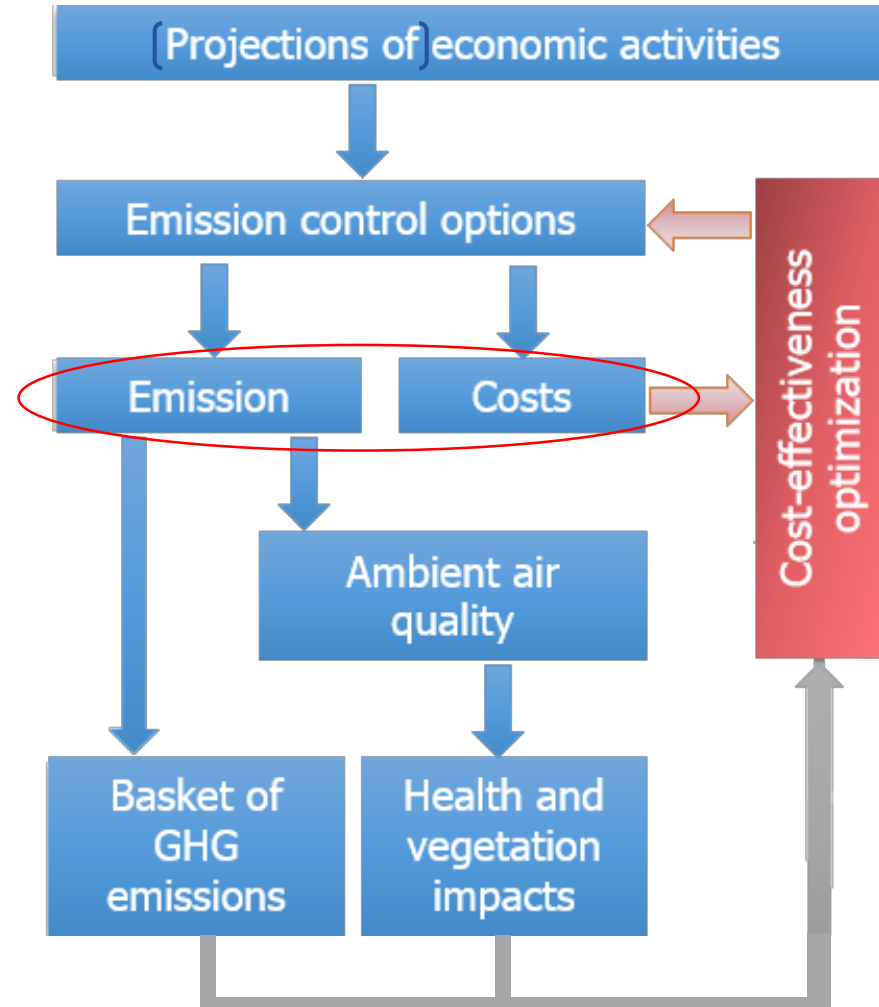 (Projections of) economic activities
Emission control options
Emission
Costs
Cost-effectiveness
optimization
Ambient air
quality
Basket of
GHG
emissions
Health and
vegetation
impacts